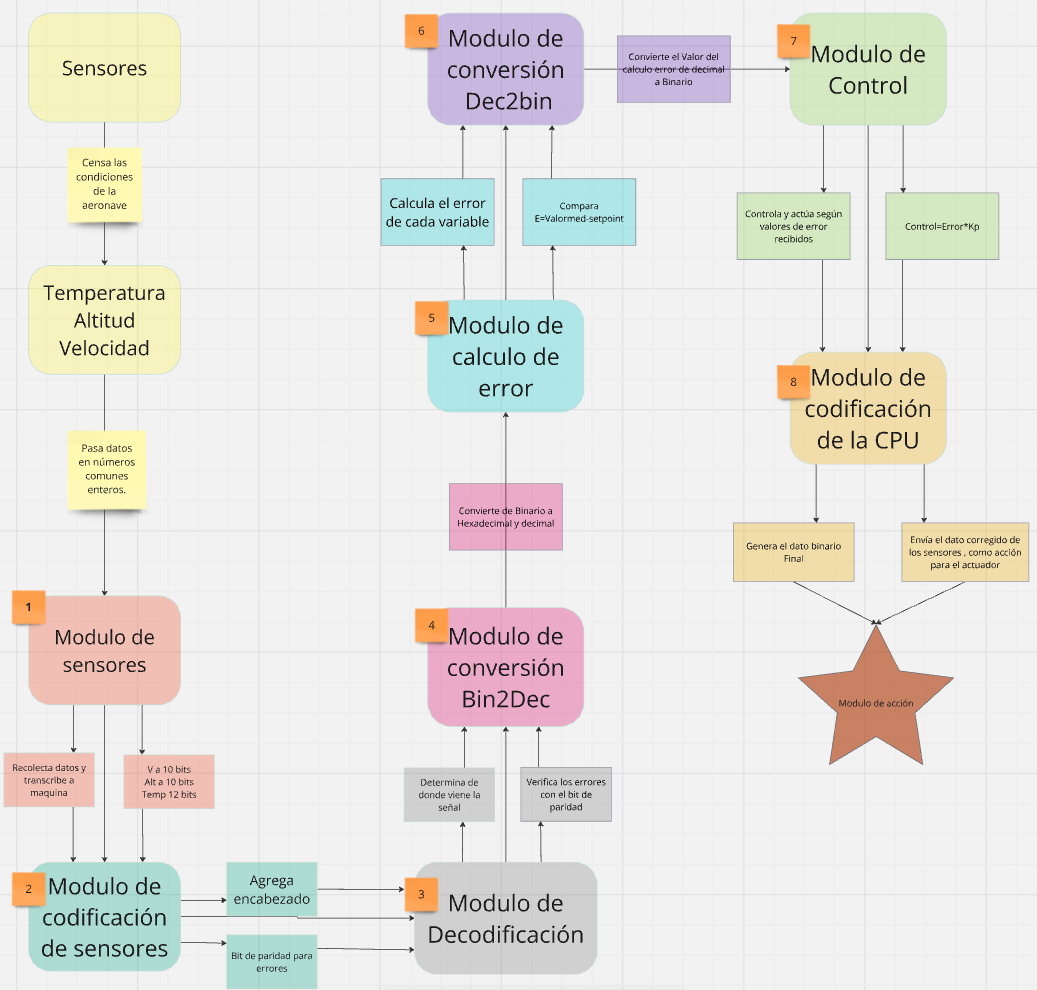 Sensores
Censa las
condiciones
de la
aeronave
Temperatura
Altitud
Velocidad
Pasa datos
en números
comunes
enteros.
1
Modulo de
sensores
Recolecta datos y
transcribe a
maquina
V a 10 bits
Alt a 10 bits
Temp 12 bits
2
Modulo de
codificación
de sensores
Agrega
encabezado
Bit de paridad para
errores
3
Modulo de
Decodificación
Determina de
donde viene la
señal
Verifica los errores
con el bit de
paridad
4
Modulo de
conversión
Bin2Dec
Convierte de Binario a
Hexadecimal y decimal
5
Modulo de
calculo de
error
Calcula el error
de cada variable
Compara
E=Valormed-setpoint
6
Modulo de
conversión
Dec2bin
Convierte el Valor del
calculo error de decimal
a Binario
7
Modulo de
Control
Controla y actúa según
valores de error
recibidos
Control=Error*Kp
8
Modulo de
codificación
de la CPU
Genera el dato binario
Final
Envía el dato corregido de
los sensores , como acción
para el actuador
Modulo de acción